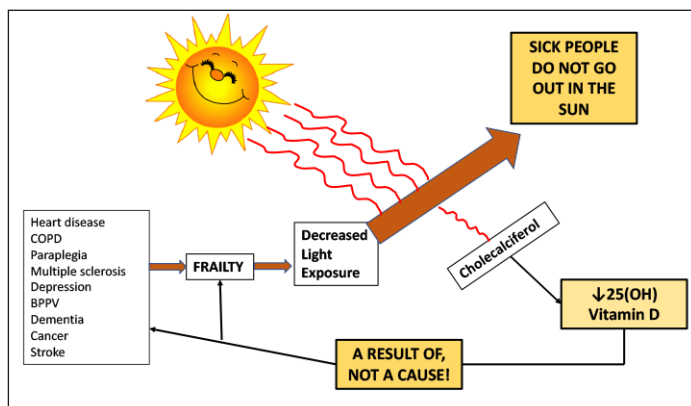 SICK PEOPLE
DO NOT GO
OUT IN THE
SUN
Heart disease
COPD
Paraplegia
Multiple sclerosis
Depression
BPPV
Dementia
Cancer
Stroke
FRAILTY
Decreased
Light
Exposure
Cholecalciferol
↓25(OH)
Vitamin D
A RESULT OF,
NOT A CAUSE!